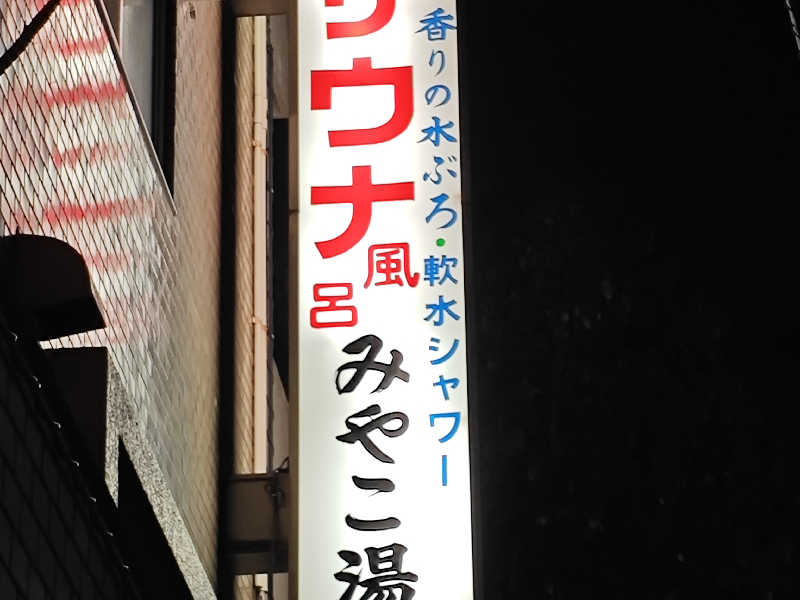 香りの水ぶろ・軟水シャワー
サウナ風呂
みやこ湯